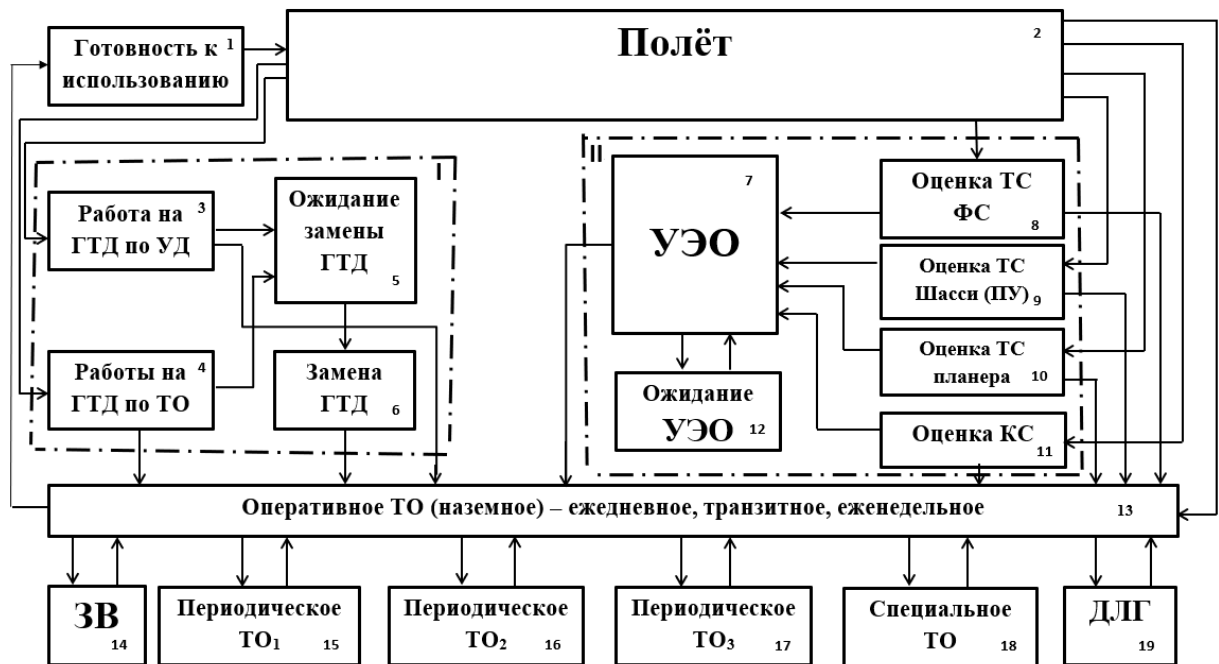 Готовность к 1
использованию
Полёт 2
I
Работа на 3
ГТД по УД
Ожидание
замены
ГТД 5
Работы на 4
ГТД по ТО
Замена
ГТД 6
II
7
УЭО
Оценка ТС
ФС 8
Оценка ТС
Шасси (ПУ) 9
Оценка ТС
планера 10
Ожидание
УЭО 12
Оценка КС
11
Оперативное ТО (наземное) – ежедневное, транзитное, еженедельное 13
ЗВ
14
Периодическое
ТО₁ 15
Периодическое
ТО₂ 16
Периодическое
ТО₃ 17
Специальное
ТО 18
ДЛГ
19